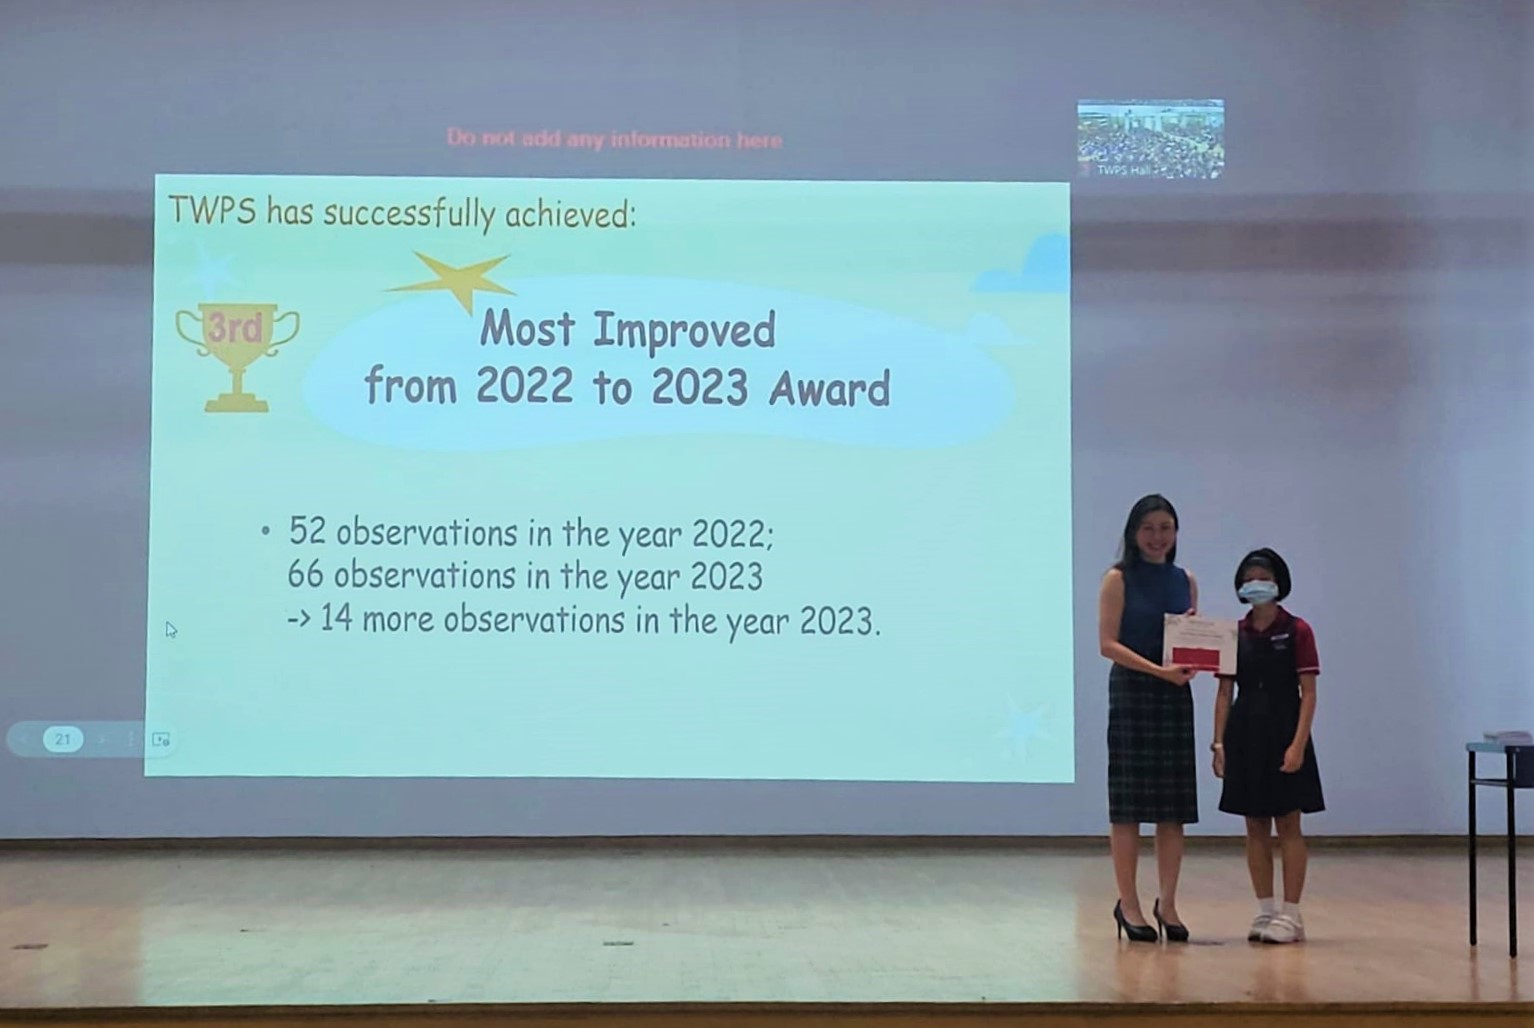 Do not add any information here
TWPS Hall
TWPS has successfully achieved:
3rd
Most Improved
from 2022 to 2023 Award
• 52 observations in the year 2022;
66 observations in the year 2023
-> 14 more observations in the year 2023.
21